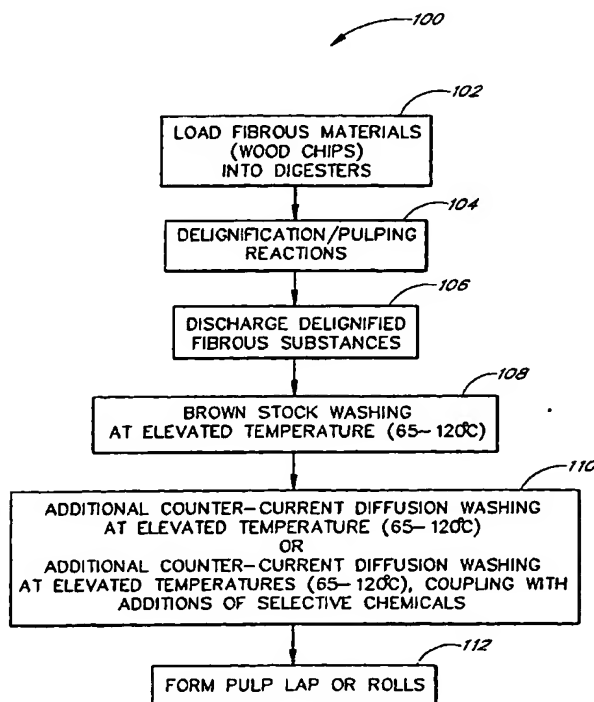 100
102
LOAD FIBROUS MATERIALS
(WOOD CHIPS)
INTO DIGESTERS
104
DELIGNIFICATION/PULPING
REACTIONS
106
DISCHARGE DELIGNIFIED
FIBROUS SUBSTANCES
108
BROWN STOCK WASHING
AT ELEVATED TEMPERATURE (65-120°C)
110
ADDITIONAL COUNTER-CURRENT DIFFUSION WASHING
AT ELEVATED TEMPERATURE (65-120°C)
OR
ADDITIONAL COUNTER-CURRENT DIFFUSION WASHING
AT ELEVATED TEMPERATURES (65-120°C), COUPLING WITH
ADDITIONS OF SELECTIVE CHEMICALS
112
FORM PULP LAP OR ROLLS